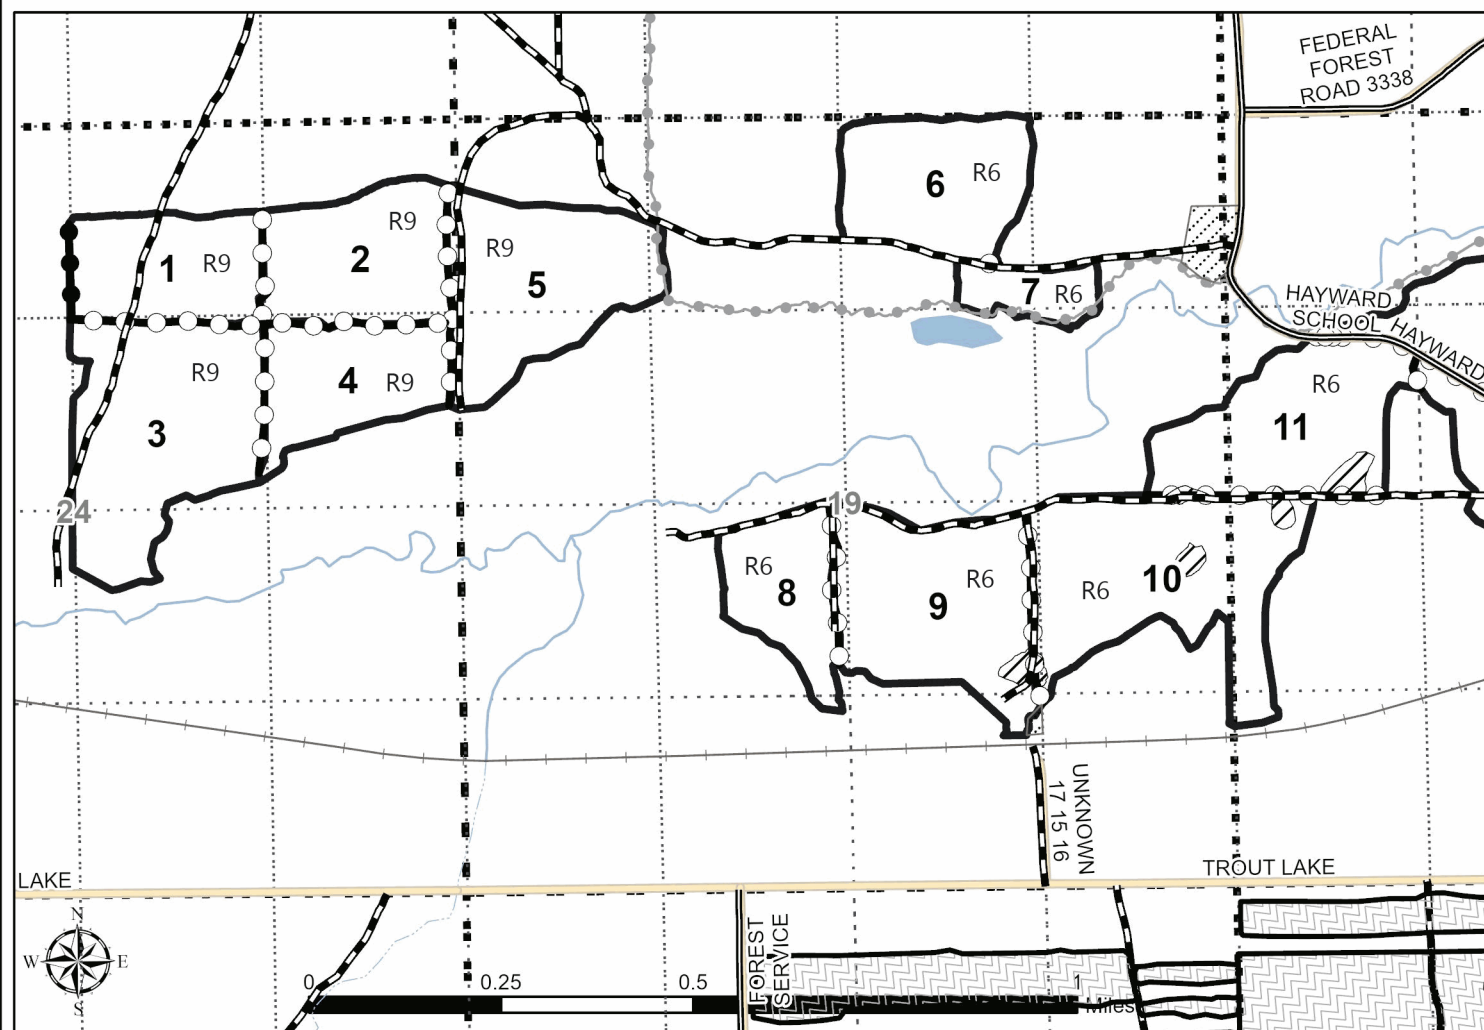 FEDERAL
FOREST
ROAD 3338
6
R6
R9
2
R9
1
R9
5
7
R6
HAYWARD
SCHOOL
HAYWARD
R9
3
4
R9
R6
11
24
19
R6
8
R6
9
10
R6
UNKNOWN
17 15 16
LAKE
TROUT LAKE
N
W
E
S
FOREST
SERVICE
0
0.25
0.5
1
Miles